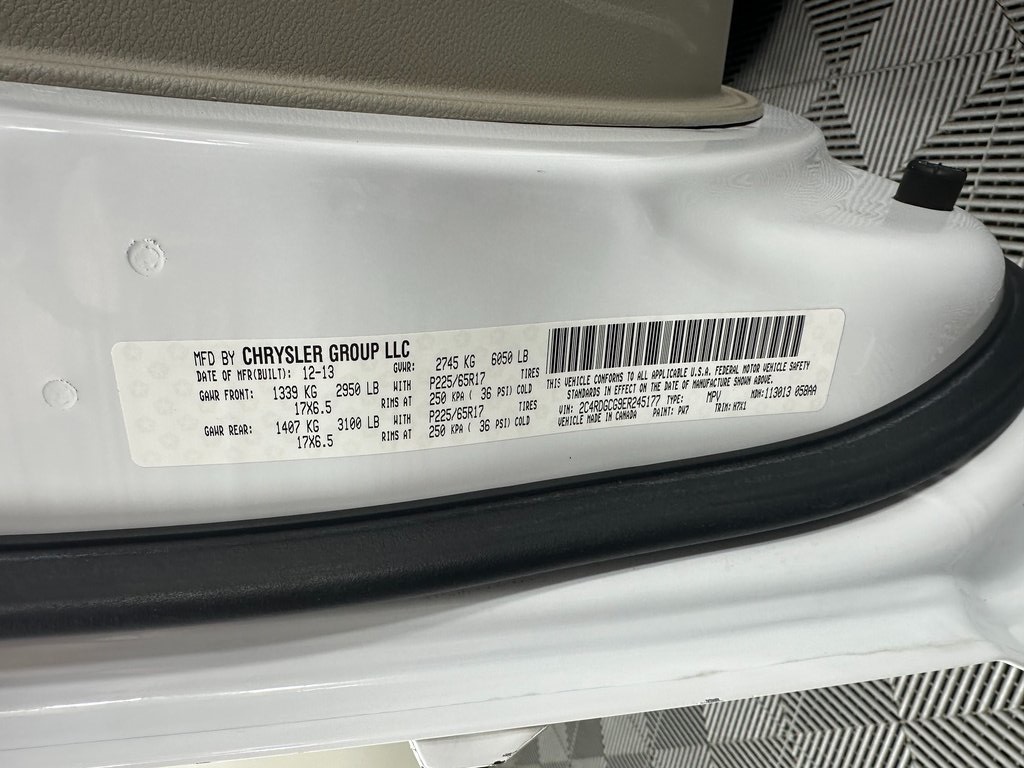 MFD BY CHRYSLER GROUP LLC
DATE OF MFR(BUILT): 12-13 GVWR: 2745 KG 6050 LB
GAWR FRONT: 1339 KG 2950 LB WITH P225/65R17 TIRES
17X6.5 RIMS AT 250 KPA ( 36 PSI) COLD
GAWR REAR: 1407 KG 3100 LB WITH P225/65R17 TIRES
17X6.5 RIMS AT 250 KPA ( 36 PSI) COLD
THIS VEHICLE CONFORMS TO ALL APPLICABLE U.S.A. FEDERAL MOTOR VEHICLE SAFETY
STANDARDS IN EFFECT ON THE DATE OF MANUFACTURE SHOWN ABOVE.
VIN: 2C4RDGCG9ER245177 TYPE: MPV MDH: 113013 058AA
VEHICLE MADE IN CANADA PAINT: PW7 TRIM: H7X1